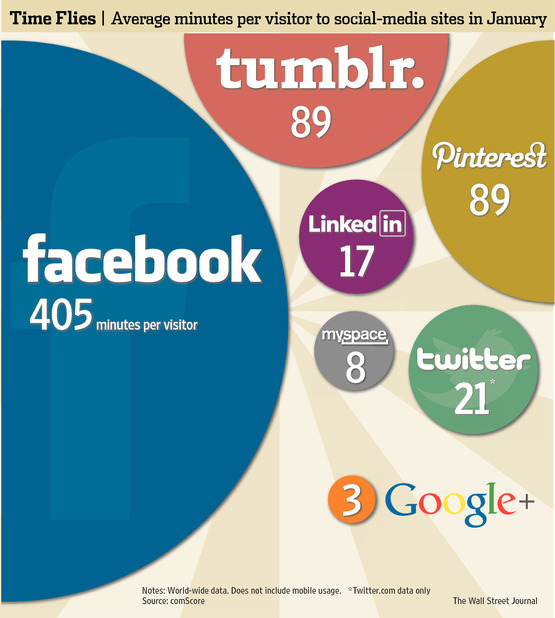 Time Flies | Average minutes per visitor to social-media sites in January
tumblr.
89
Pinterest
89
Linked in
17
facebook
405 minutes per visitor
myspace
8
twitter
21*
3 Google+
Notes: World-wide data. Does not include mobile usage. *Twitter.com data only
Source: comScore
The Wall Street Journal